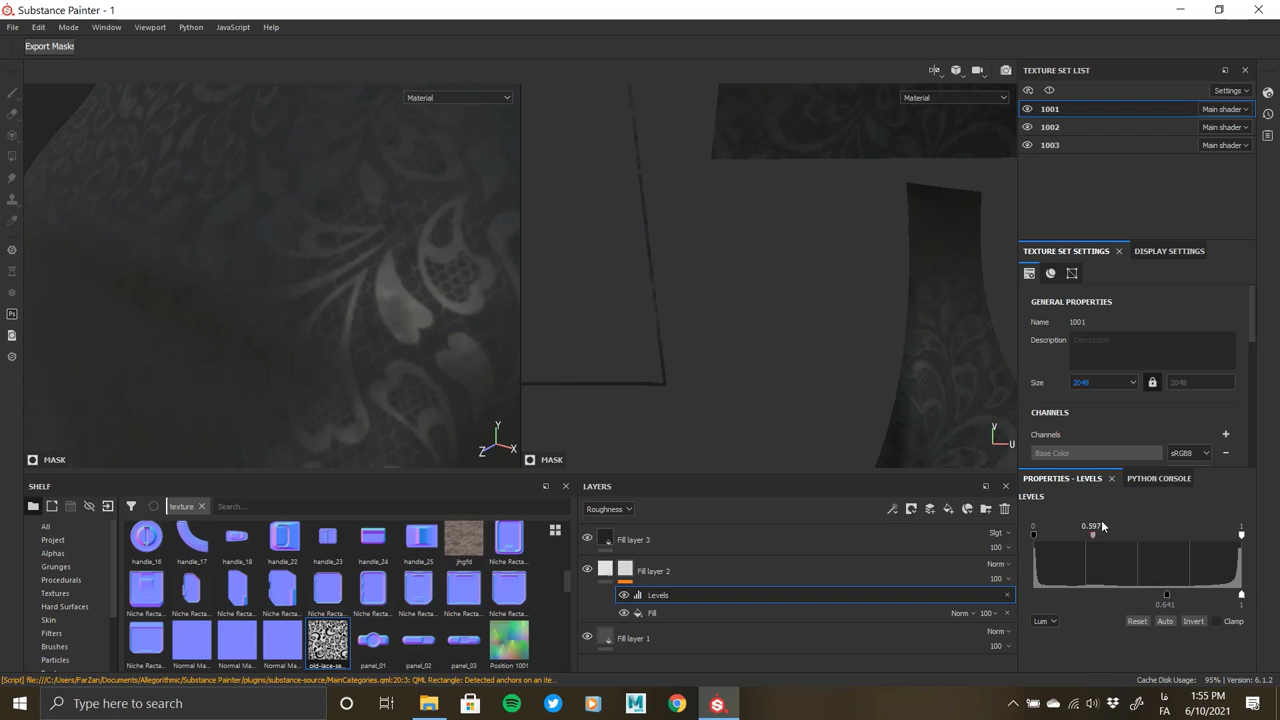 Substance Painter - 1
File Edit Mode Window Viewport Python JavaScript Help
Export Masks
Material
Material
MASK
MASK
TEXTURE SET LIST
Settings
1001 Main shader
1002 Main shader
1003 Main shader
TEXTURE SET SETTINGS DISPLAY SETTINGS
GENERAL PROPERTIES
Name 1001
Description Description
Size 2048 2048
CHANNELS
Channels
Base Color sRGB8
SHELF
texture Search...
All
Project
Alphas
Grunges
Procedurals
Textures
Hard Surfaces
Skin
Filters
Brushes
Particles
handle_16 handle_17 handle_18 handle_22 handle_23 handle_24 handle_25 jhgfd Niche Recta...
Niche Recta... Niche Recta... Niche Recta... Niche Recta... Niche Recta... Niche Recta... Niche Recta... Niche Recta... Niche Recta...
Niche Recta... Normal Ma... Normal Ma... Normal Ma... old-lace-se... panel_01 panel_02 panel_03 Position 1001
LAYERS
Roughness
Fill layer 3 Slgt 100
Fill layer 2 Norm 100
Levels
Fill Norm 100
Fill layer 1 Norm 100
PROPERTIES - LEVELS PYTHON CONSOLE
LEVELS
0 0.597 1
0.641 1
Lum Reset Auto Invert Clamp
[Script] file:///C:/Users/FarZan/Documents/Allegorithmic/Substance Painter/plugins/substance-source/MainCategories.qml:20:3: QML Rectangle: Detected anchors on an ite...
Cache Disk Usage: 95% | Version: 6.1.2
Type here to search
فا
FA
1:55 PM
6/10/2021
X Y Z
V U
Ps